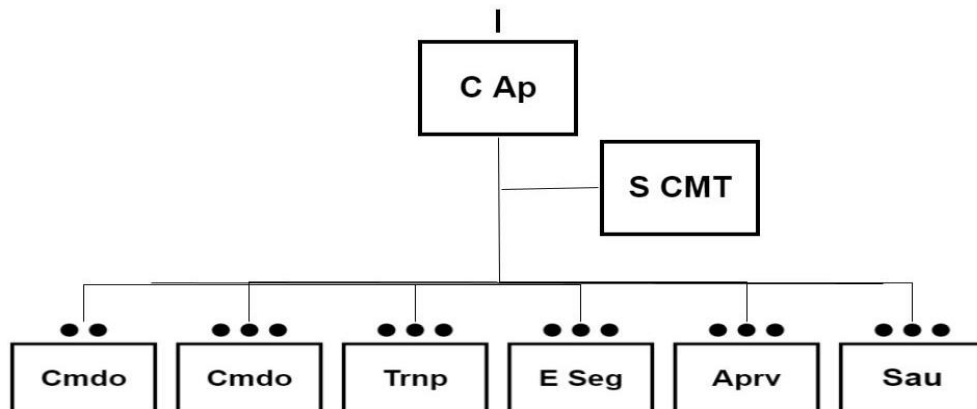 I
C Ap
S CMT
Cmdo
Cmdo
Trnp
E Seg
Aprv
Sau